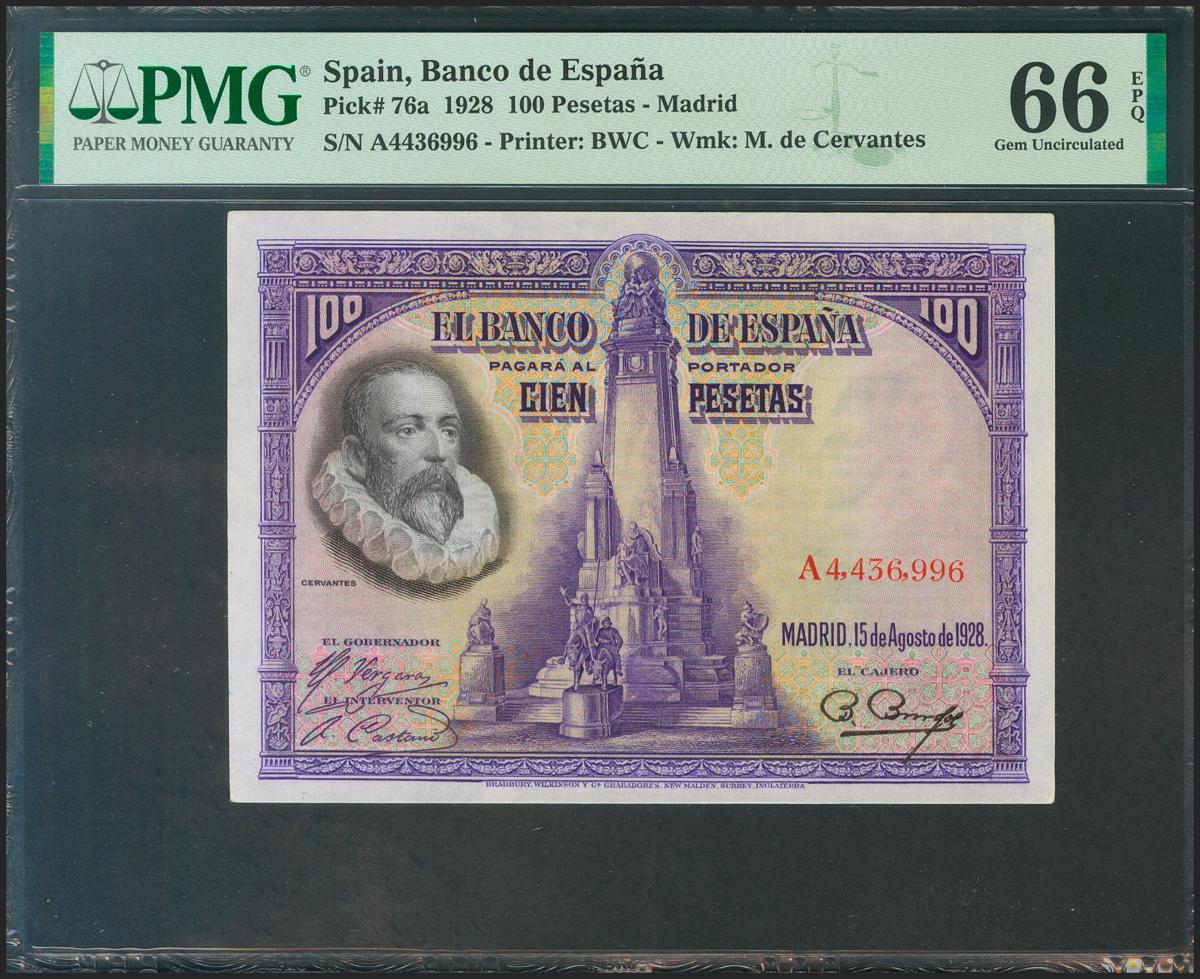 PMG®
PAPER MONEY GUARANTY
Spain, Banco de España
Pick# 76a 1928 100 Pesetas - Madrid
S/N A4436996 - Printer: BWC - Wmk: M. de Cervantes
66 EPQ
Gem Uncirculated
100 100
EL BANCO DE ESPAÑA
PAGARÁ AL PORTADOR
CIEN PESETAS
A4,436,996
CERVANTES
MADRID, 15 de Agosto de 1928.
EL GOBERNADOR
EL CAJERO
Vergara
EL INTERVENTOR
BRADBURY, WILKINSON Y Cª GRABADORES, NEW MALDEN, SURREY, INGLATERRA